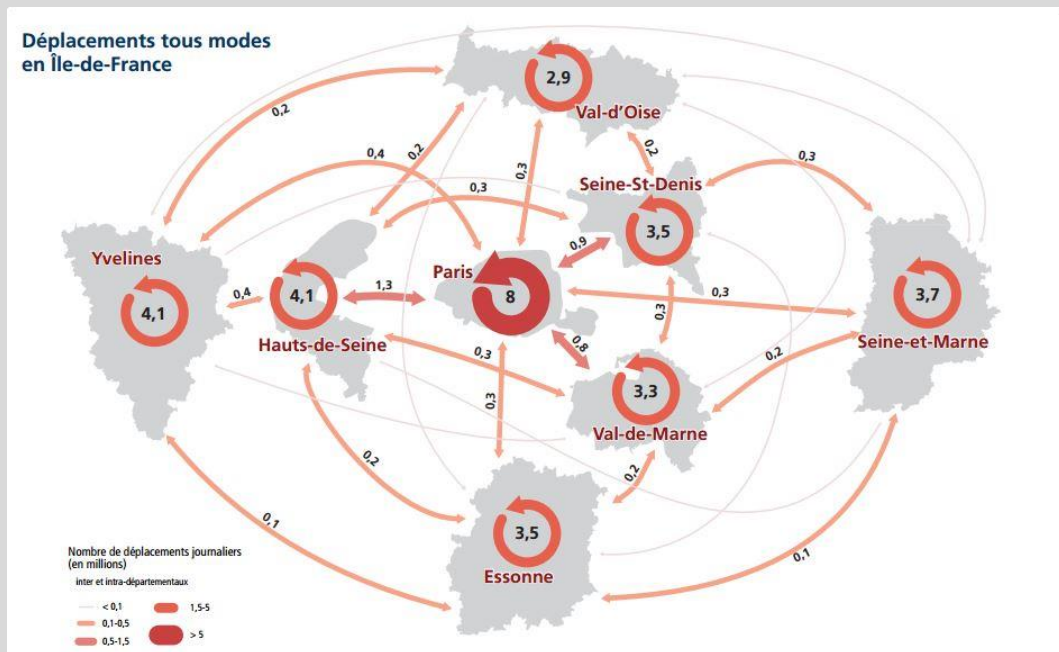 Déplacements tous modes
en Île-de-France
2,9
Val-d'Oise
0,2
0,2
0,4
0,3
0,2
0,3
0,3
Seine-St-Denis
3,5
0,9
Yvelines
4,1
0,4
4,1
Hauts-de-Seine
1,3
Paris
8
0,3
0,3
3,7
Seine-et-Marne
0,8
0,3
0,2
3,3
Val-de-Marne
0,3
0,2
0,2
0,1
3,5
Essonne
0,1
Nombre de déplacements journaliers
(en millions)
inter et intra-départementaux
< 0,1
0,1-0,5
0,5-1,5
1,5-5
> 5